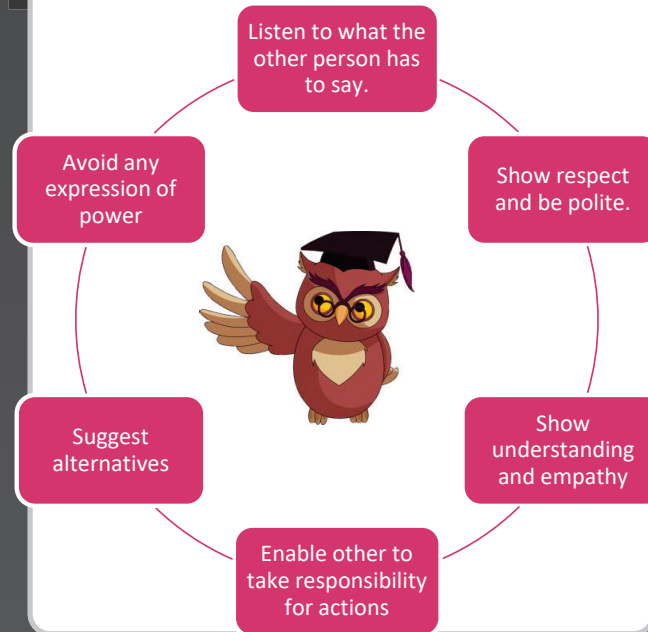 Listen to what the
other person has
to say.
Show respect
and be polite.
Show
understanding
and empathy
Enable other to
take responsibility
for actions
Suggest
alternatives
Avoid any
expression of
power